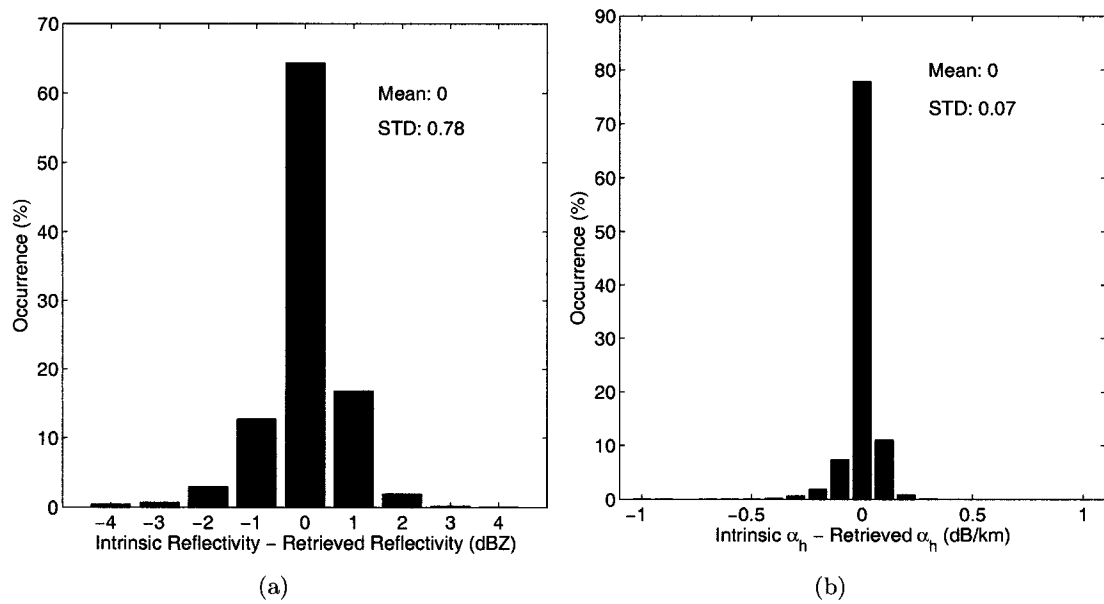 70
60
50
40
30
20
10
0
Occurrence (%)
Mean: 0
STD: 0.78
−4 −3 −2 −1 0 1 2 3 4
Intrinsic Reflectivity − Retrieved Reflectivity (dBZ)
(a)
90
80
70
60
50
40
30
20
10
0
Occurrence (%)
Mean: 0
STD: 0.07
−1 −0.5 0 0.5 1
Intrinsic αh − Retrieved αh (dB/km)
(b)